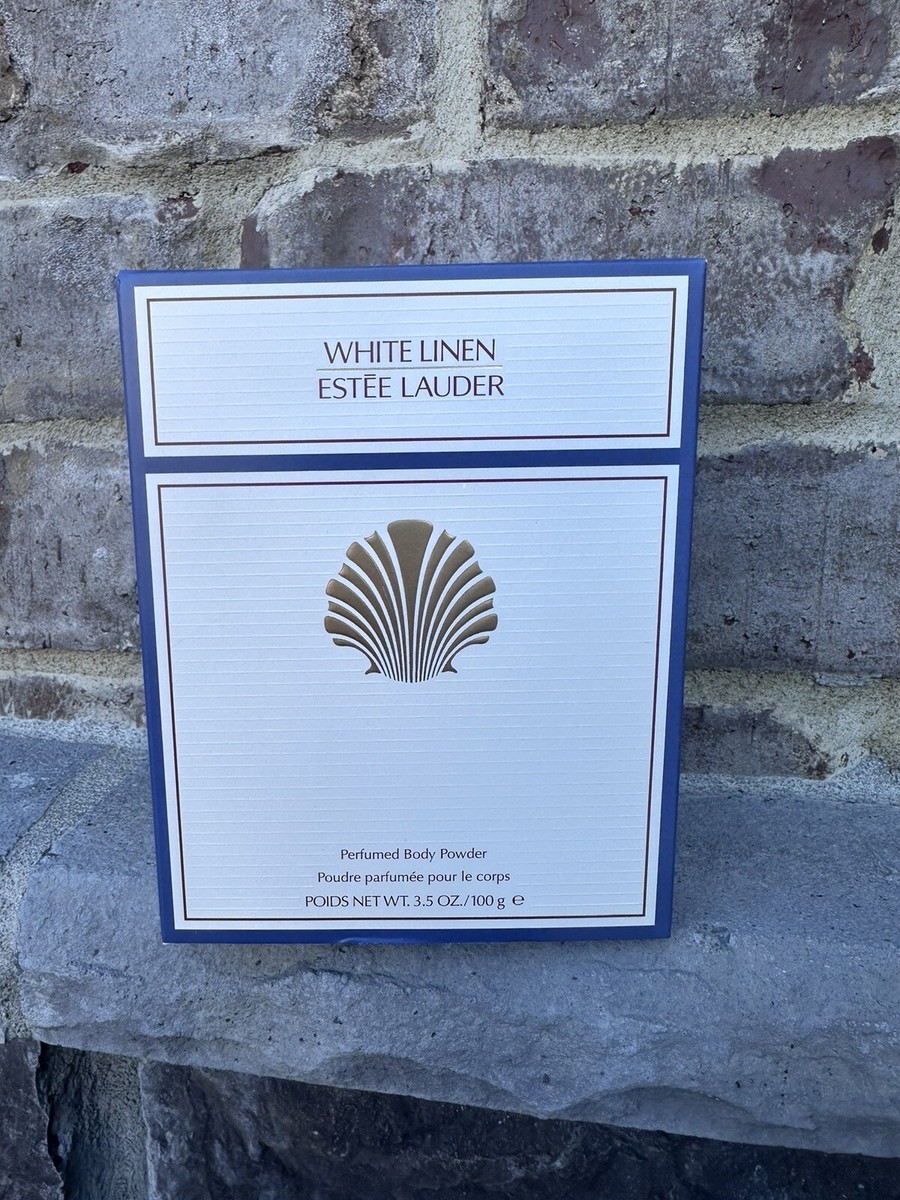 WHITE LINEN
ESTĒE LAUDER
Perfumed Body Powder
Poudre parfumée pour le corps
POIDS NET WT. 3.5 OZ./100 g ℮